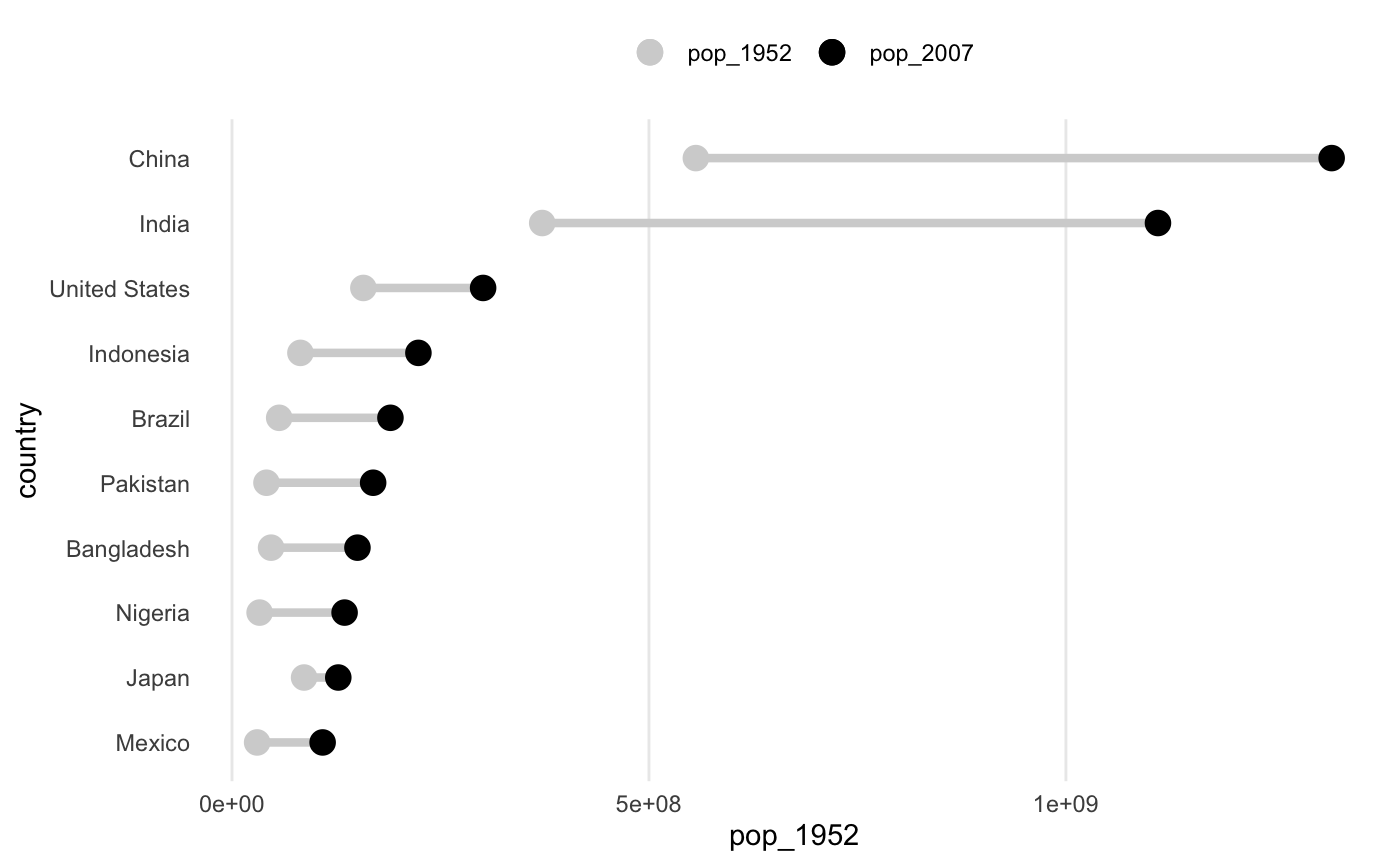 pop_1952 pop_2007
China
India
United States
Indonesia
Brazil
Pakistan
Bangladesh
Nigeria
Japan
Mexico
country
0e+00 5e+08 1e+09
pop_1952